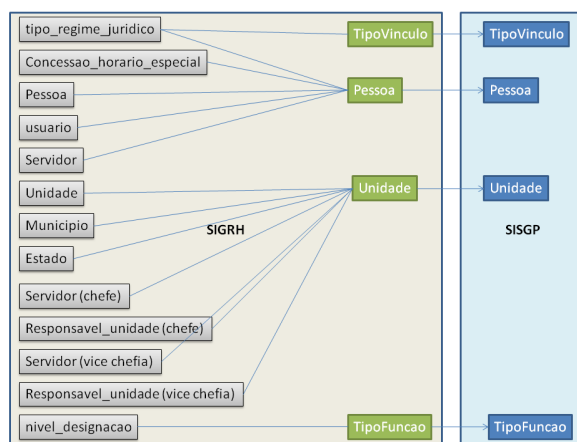 tipo_regime_juridico
TipoVinculo
TipoVinculo
Concessao_horario_especial
Pessoa
Pessoa
Pessoa
usuario
Servidor
Unidade
Unidade
Unidade
Municipio
SIGRH
SISGP
Estado
Servidor (chefe)
Responsavel_unidade (chefe)
Servidor (vice chefia)
Responsavel_unidade (vice chefia)
nivel_designacao
TipoFuncao
TipoFuncao